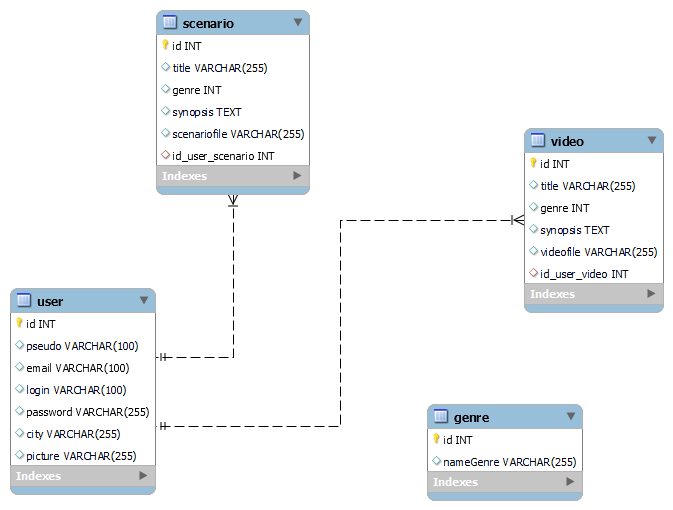 scenario
id INT
title VARCHAR(255)
genre INT
synopsis TEXT
scenariofile VARCHAR(255)
id_user_scenario INT
Indexes
video
id INT
title VARCHAR(255)
genre INT
synopsis TEXT
videofile VARCHAR(255)
id_user_video INT
Indexes
user
id INT
pseudo VARCHAR(100)
email VARCHAR(100)
login VARCHAR(100)
password VARCHAR(255)
city VARCHAR(255)
picture VARCHAR(255)
Indexes
genre
id INT
nameGenre VARCHAR(255)
Indexes